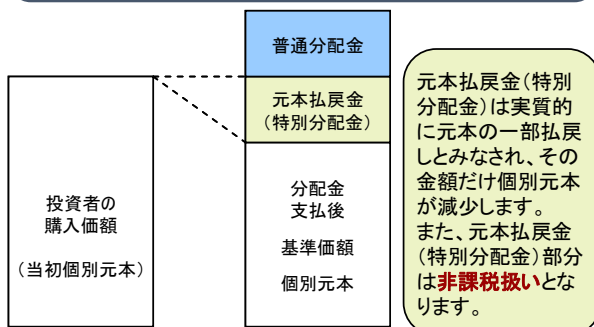 普通分配金
元本払戻金
（特別分配金）
投資者の
購入価額
（当初個別元本）
分配金
支払後
基準価額
個別元本
元本払戻金（特別
分配金）は実質的
に元本の一部払戻
しとみなされ、その
金額だけ個別元本
が減少します。
また、元本払戻金
（特別分配金）部分
は非課税扱いとな
ります。